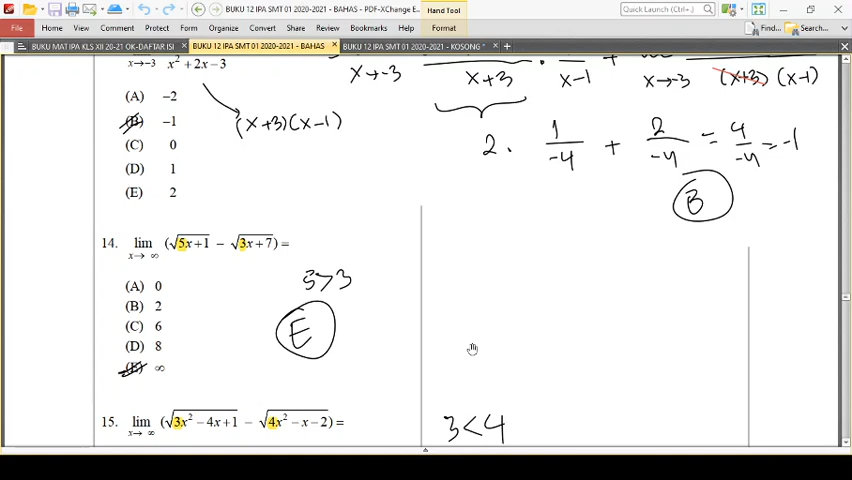 BUKU 12 IPA SMT 01 2020-2021 - BAHAS - PDF-XChange E
Hand Tool
Quick Launch (Ctrl+.)
File Home Convert Edit Organize Comment View Protect Form Share Review Bookmarks Help Format Find Search...
BUKU MAT IPA KLS XII 20-21 OK-DAFTAR ISI BUKU 12 IPA SMT 01 2020-2021 - BAHAS BUKU 12 IPA SMT 01 2020-2021 - KOSONG *
x→ -3 x² + 2x - 3
x→-3 x+3 · x-1 x→-3 (x+3) (x-1)
(A) -2
(x+3)(x-1)
(B) -1
2 . 1/-4 + 2/-4 = 4/-4 = -1
(C) 0
(D) 1
(E) 2
B
14. lim x→ ∞ (√5x+1 - √3x+7) =
5>3
(A) 0
(B) 2
(C) 6
(D) 8
(E) ∞
E
15. lim x→ ∞ (√3x² - 4x+1 - √4x² - x - 2) =
3<4